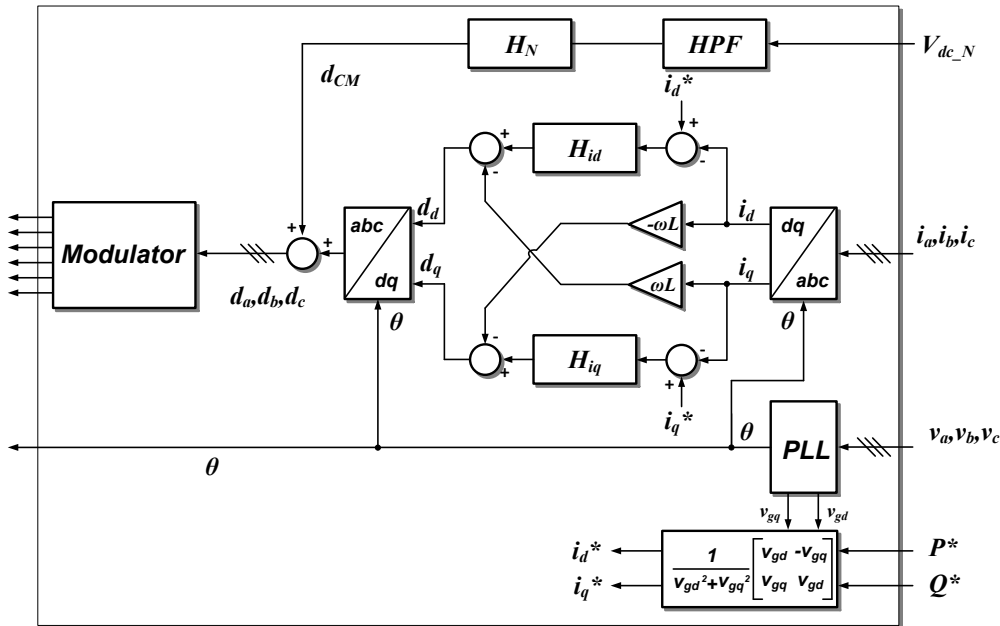 H_N
HPF
V_dc_N
d_CM
i_d*
+
-
+
-
H_id
d_d
-ωL
i_d
dq
abc
i_a,i_b,i_c
abc
dq
+
+
Modulator
d_a,d_b,d_c
d_q
ωL
i_q
θ
θ
-
+
H_iq
-
+
i_q*
θ
θ
PLL
v_a,v_b,v_c
v_gq
v_gd
i_d*
i_q*
1
v_gd²+v_gq²
v_gd -v_gq
v_gq v_gd
P*
Q*